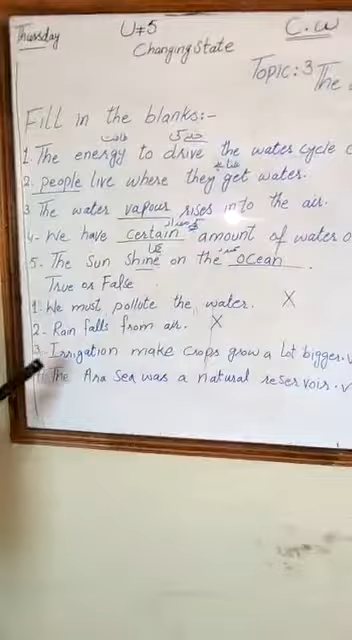 Thursday U#5 C.W
Changing State
Topic:3 The
Fill in the blanks:-
طاقت
1. The energy to drive the water cycle c
2. people live where they get water.
3 The water vapour rises into the air.
4- We have certain amount of water o
5. The Sun shine on the ocean .
True or False
1. We must pollute the water. X
2- Rain falls from air. X
3- Irrigation make crops grow a lot bigger. ✓
The Ara Sea was a natural reservoir. ✓